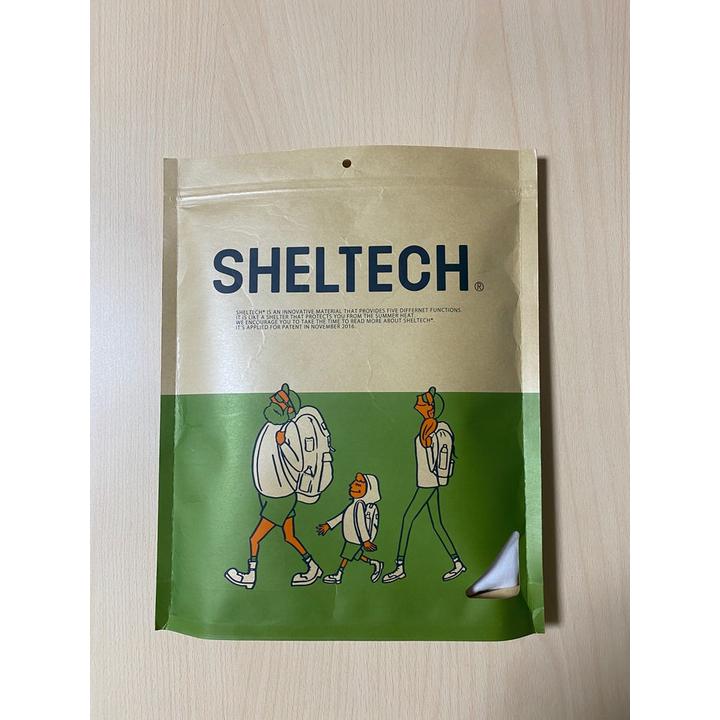 SHELTECH®
SHELTECH® IS AN INNOVATIVE MATERIAL THAT PROVIDES FIVE DIFFERNET FUNCTIONS.
IT IS LIKE A SHELTER THAT PROTECTS YOU FROM THE SUMMER HEAT.
WE ENCOURAGE YOU TO TAKE THE TIME TO READ MORE ABOUT SHELTECH®.
IT'S APPLIED FOR PATENT IN NOVEMBER 2016.